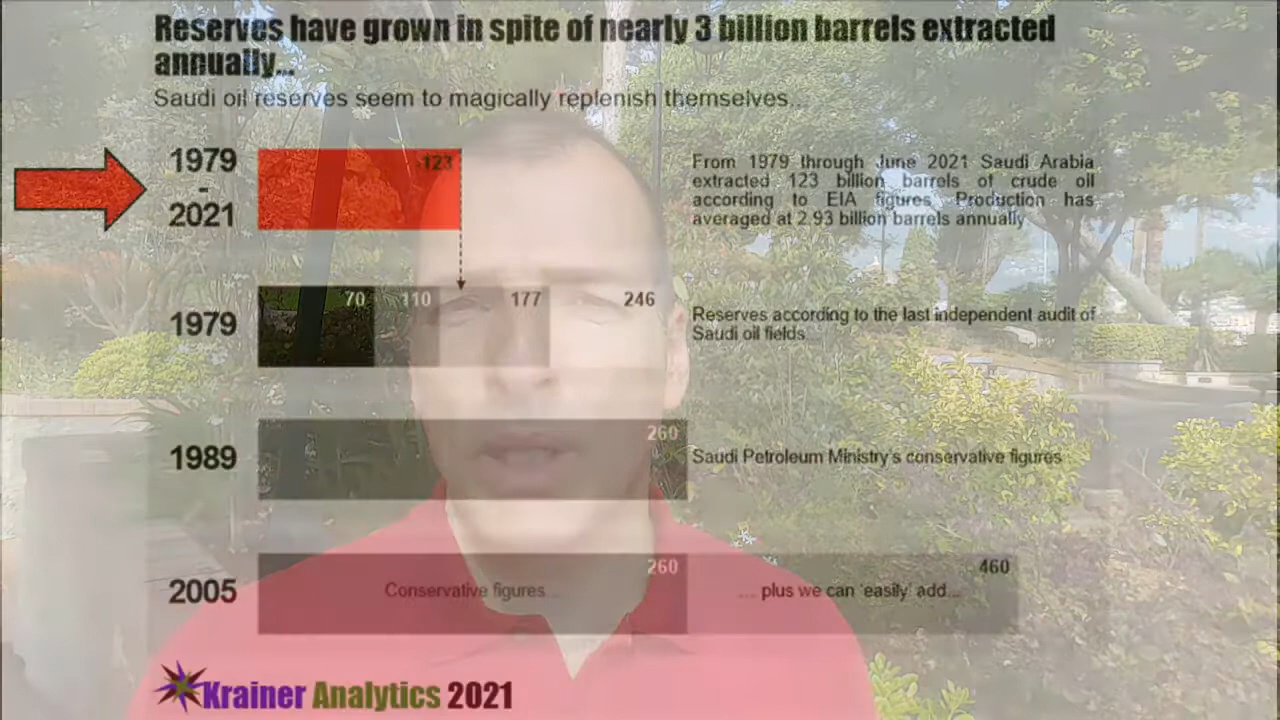 Reserves have grown in spite of nearly 3 billion barrels extracted
annually...
Saudi oil reserves seem to magically replenish themselves...
1979
-
2021
123
From 1979 through June 2021 Saudi Arabia
extracted 123 billion barrels of crude oil
according to EIA figures. Production has
averaged at 2.93 billion barrels annually
1979
70
110
177
246
Reserves according to the last independent audit of
Saudi oil fields...
1989
260
Saudi Petroleum Ministry's conservative figures
2005
Conservative figures...
260
... plus we can 'easily' add...
460
Krainer Analytics 2021